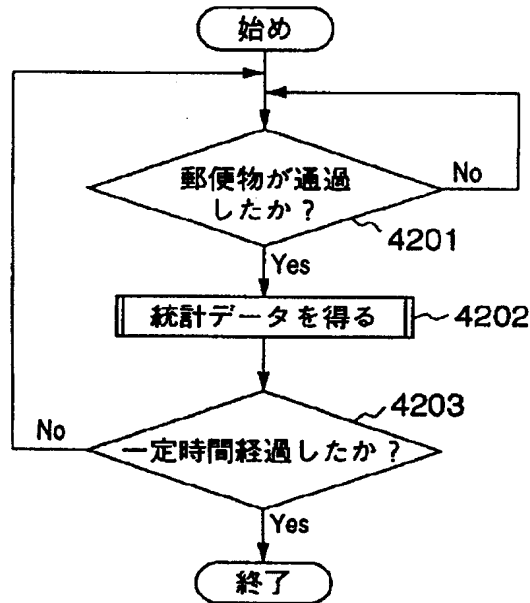 始め
郵便物が通過
したか？
No
4201
Yes
統計データを得る
4202
4203
No
一定時間経過したか？
Yes
終了